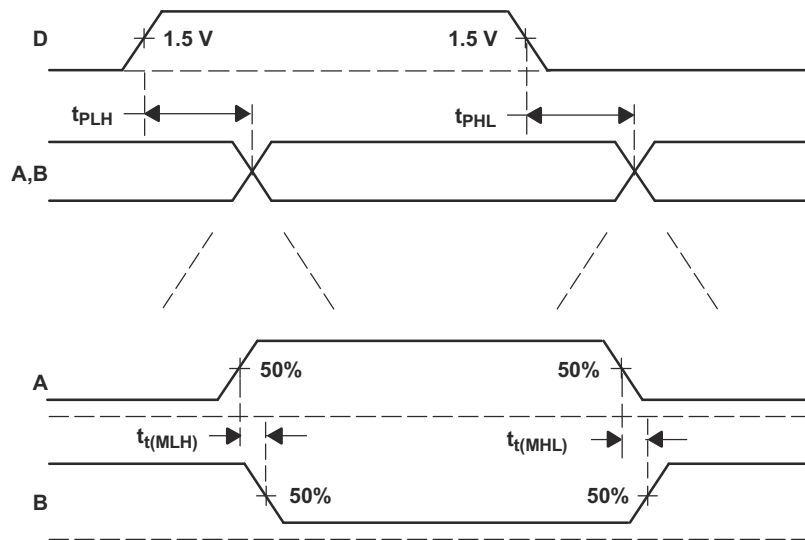 D 1.5 V 1.5 V
tPLH tPHL
A,B
A 50% 50%
tt(MLH) tt(MHL)
B 50% 50%